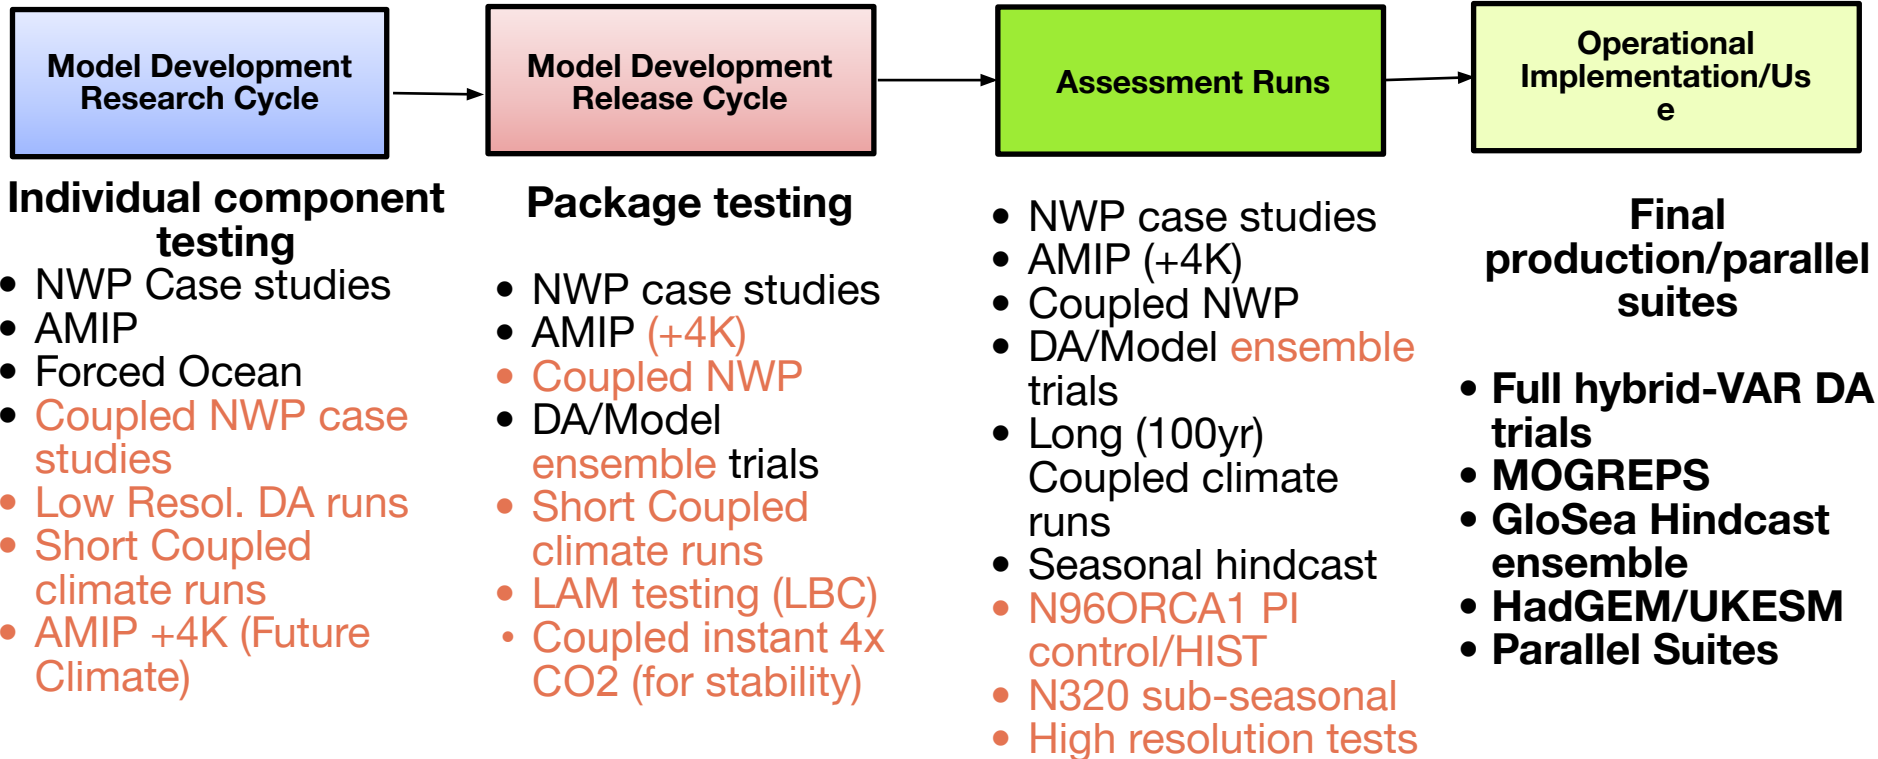 Model Development
Research Cycle
Model Development
Release Cycle
Assessment Runs
Operational
Implementation/Us
e
Individual component
testing
• NWP Case studies
• AMIP
• Forced Ocean
• Coupled NWP case
studies
• Low Resol. DA runs
• Short Coupled
climate runs
• AMIP +4K (Future
Climate)
Package testing
• NWP case studies
• AMIP (+4K)
• Coupled NWP
• DA/Model
ensemble trials
• Short Coupled
climate runs
• LAM testing (LBC)
• Coupled instant 4x
CO2 (for stability)
• NWP case studies
• AMIP (+4K)
• Coupled NWP
• DA/Model ensemble
trials
• Long (100yr)
Coupled climate
runs
• Seasonal hindcast
• N96ORCA1 PI
control/HIST
• N320 sub-seasonal
• High resolution tests
Final
production/parallel
suites
• Full hybrid-VAR DA
trials
• MOGREPS
• GloSea Hindcast
ensemble
• HadGEM/UKESM
• Parallel Suites